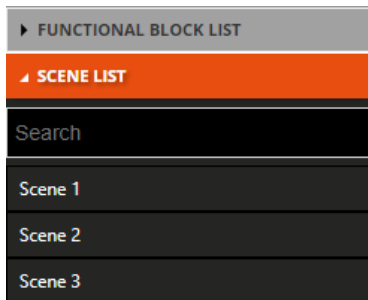 FUNCTIONAL BLOCK LIST
SCENE LIST
Search
Scene 1
Scene 2
Scene 3